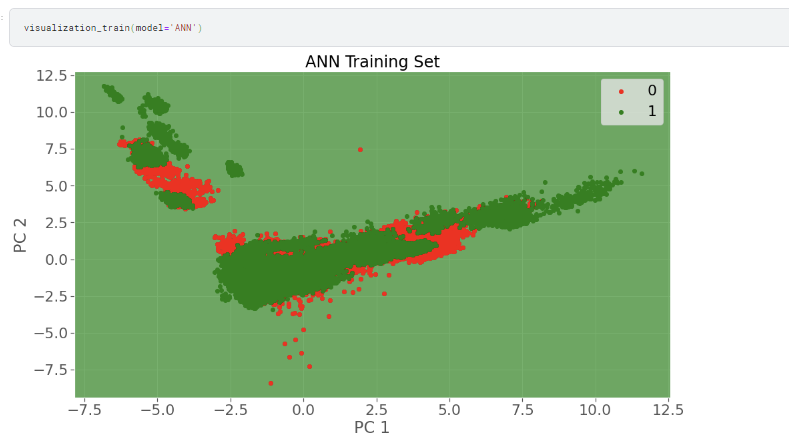 visualization_train(model='ANN')
ANN Training Set
12.5
10.0
7.5
5.0
2.5
0.0
−2.5
−5.0
−7.5
PC 2
0
1
−7.5 −5.0 −2.5 0.0 2.5 5.0 7.5 10.0 12.5
PC 1